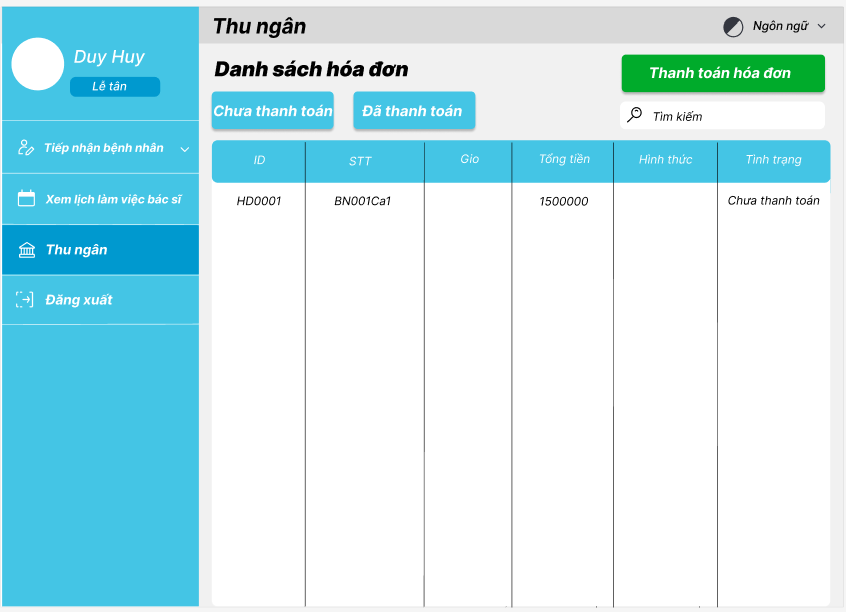 Duy Huy
Lễ tân
Tiếp nhận bệnh nhân
Xem lịch làm việc bác sĩ
Thu ngân
Đăng xuất
Thu ngân
Ngôn ngữ
Danh sách hóa đơn
Thanh toán hóa đơn
Chưa thanh toán
Đã thanh toán
Tìm kiếm
ID STT Gio Tổng tiền Hình thức Tình trạng
HD0001 BN001Ca1 1500000 Chưa thanh toán